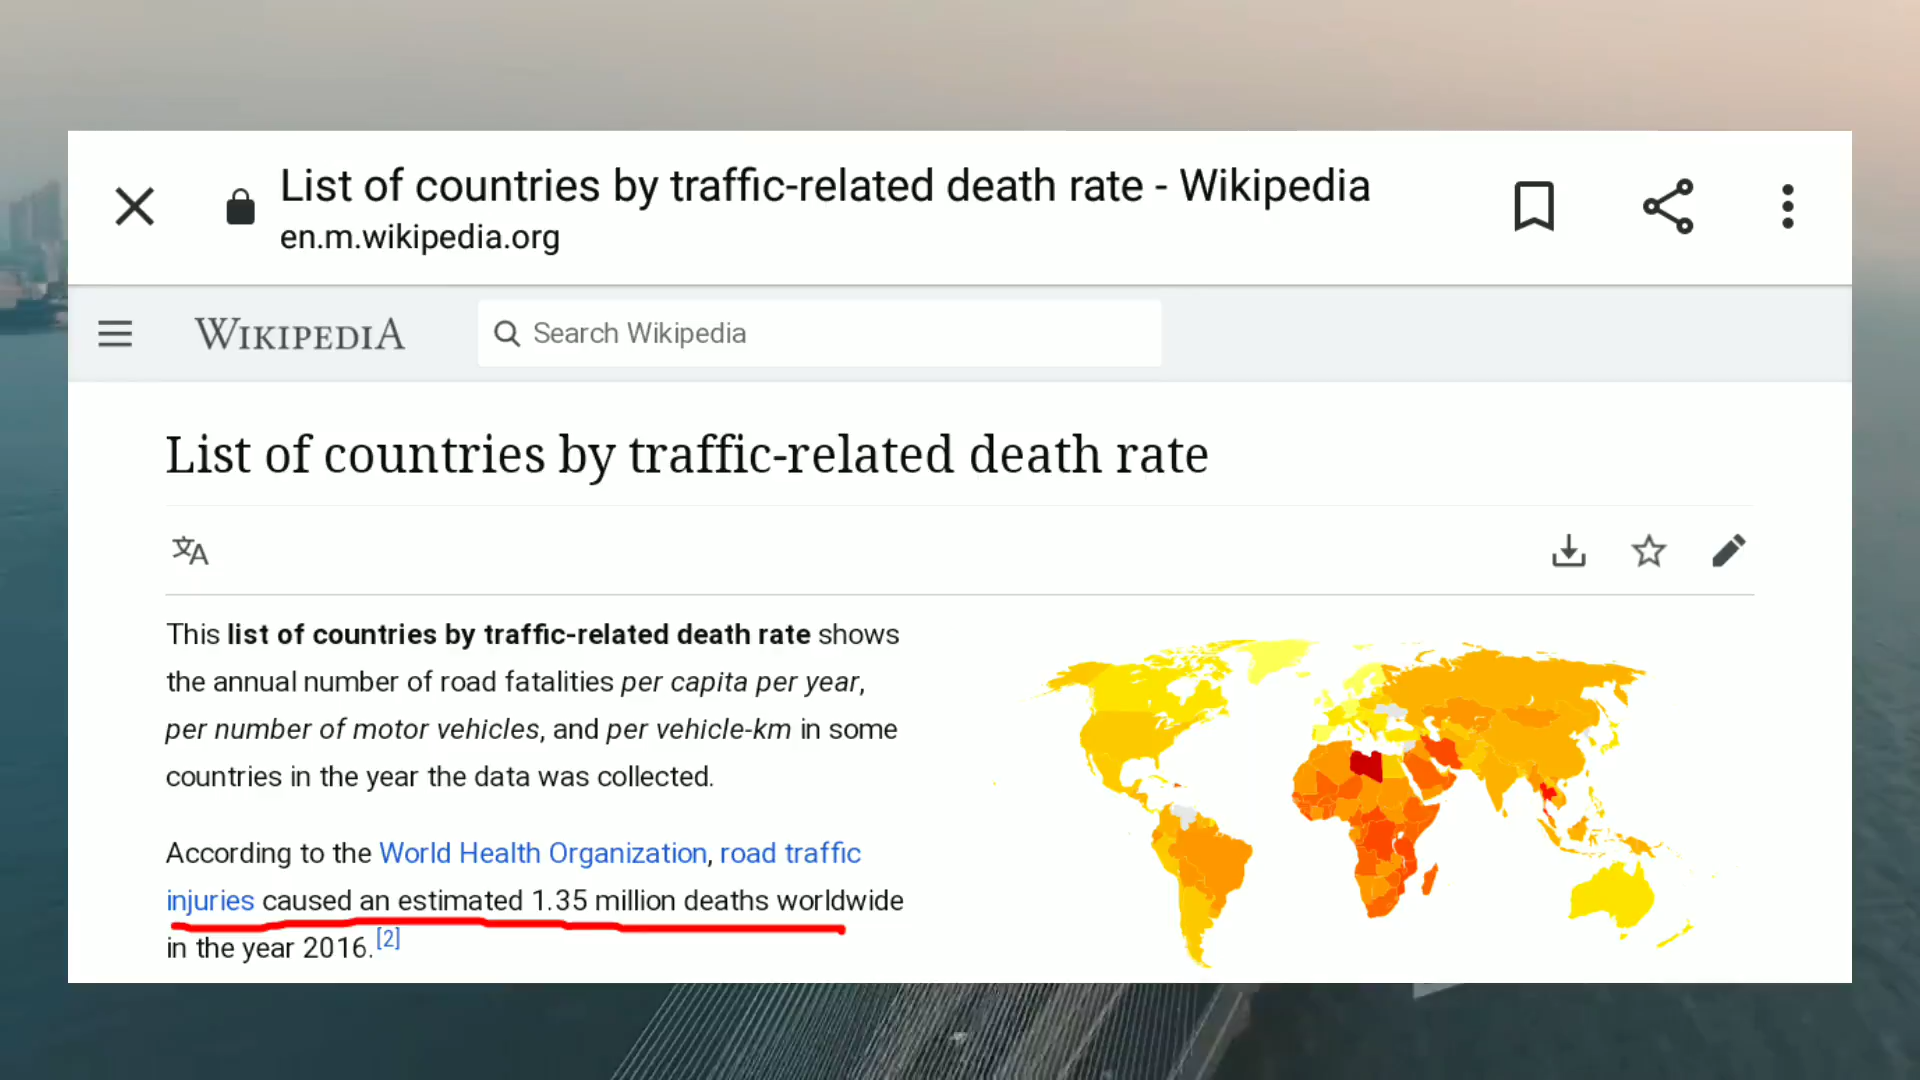 List of countries by traffic-related death rate - Wikipedia
en.m.wikipedia.org
WIKIPEDIA
Search Wikipedia
List of countries by traffic-related death rate
文A
This list of countries by traffic-related death rate shows
the annual number of road fatalities per capita per year,
per number of motor vehicles, and per vehicle-km in some
countries in the year the data was collected.
According to the World Health Organization, road traffic
injuries caused an estimated 1.35 million deaths worldwide
in the year 2016.[2]